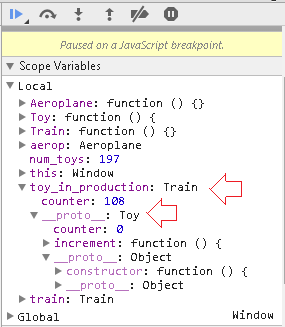 Paused on a JavaScript breakpoint.
Scope Variables
Local
Aeroplane: function () {}
Toy: function () {
Train: function () {}
aerop: Aeroplane
num_toys: 197
this: Window
toy_in_production: Train
counter: 108
__proto__: Toy
counter: 0
increment: function () {
__proto__: Object
constructor: function () {
__proto__: Object
train: Train
Global Window